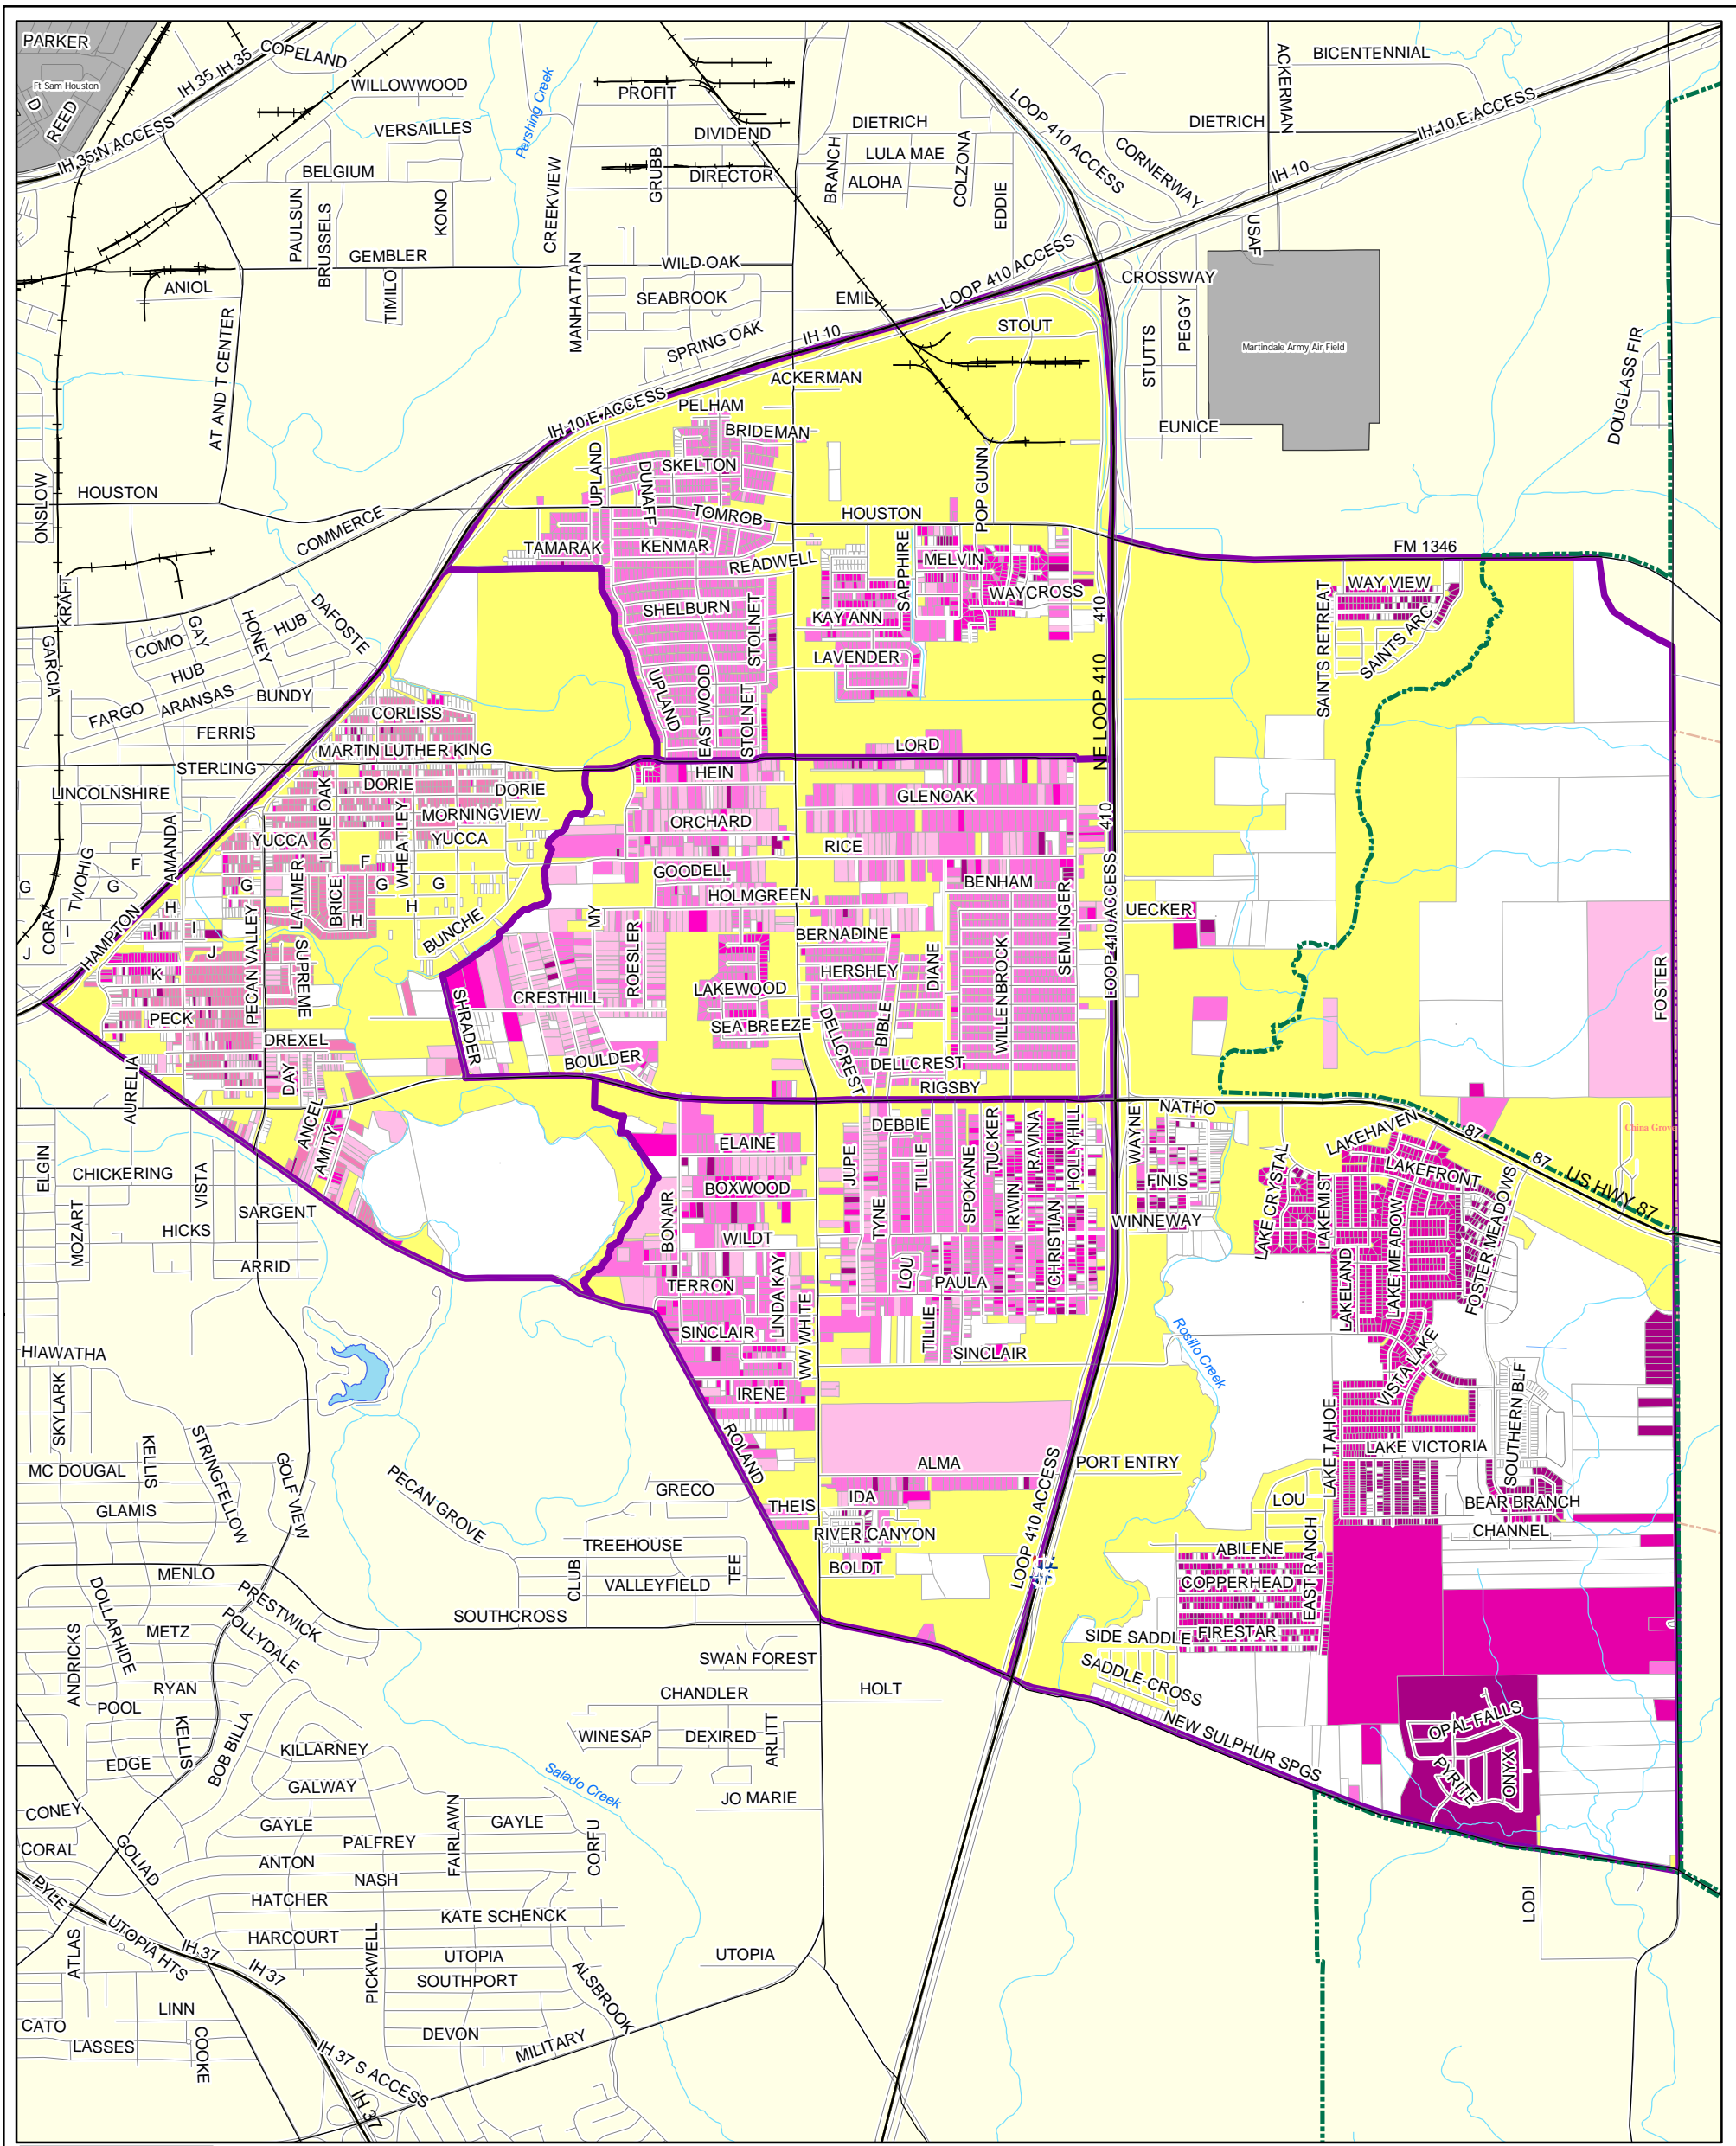 PARKER
IH 35
IH 35
COPELAND
Ft Sam Houston
D
REED
IH 35 N ACCESS
WILLOWWOOD
VERSAILLES
BELGIUM
PAULSUN
BRUSSELS
KONO
GEMBLER
TIMILO
ANIOL
AT AND T CENTER
Pershing Creek
CREEKVIEW
MANHATTAN
PROFIT
DIVIDEND
GRUBB
DIRECTOR
WILD OAK
SEABROOK
SPRING OAK
EMIL
BRANCH
DIETRICH
LULA MAE
ALOHA
COLZONA
EDDIE
LOOP 410 ACCESS
CORNERWAY
DIETRICH
ACKERMAN
BICENTENNIAL
IH 10 E ACCESS
IH 10
USAF
LOOP 410 ACCESS
IH 10
CROSSWAY
PEGGY
STUTTS
Martindale Army Air Field
EUNICE
DOUGLASS FIR
STOUT
ACKERMAN
IH 10 E ACCESS
PELHAM
BRIDEMAN
SKELTON
UPLAND
DUNAFF
TOMROB
HOUSTON
POP GUNN
ONSLOW
HOUSTON
COMMERCE
TAMARAK
KENMAR
READWELL
SHELBURN
STOLNET
SAPPHIRE
MELVIN
WAYCROSS
KAY ANN
LAVENDER
410
FM 1346
WAY VIEW
SAINTS RETREAT
SAINTS ARC
KRAFT
GARCIA
COMO
GAY
HONEY
HUB
DAFOSTE
HUB
FARGO
ARANSAS
BUNDY
FERRIS
CORLISS
MARTIN LUTHER KING
STERLING
UPLAND
EASTWOOD
STOLNET
LORD
NE LOOP 410
HEIN
LINCOLNSHIRE
DORIE
DORIE
GLENOAK
LONE OAK
WHEATLEY
MORNINGVIEW
ORCHARD
410
AMANDA
YUCCA
YUCCA
RICE
TWOHIG
F
F
G
G
G
G
G
GOODELL
BENHAM
HOLMGREEN
LATIMER
BRICE
H
H
H
CORA
I
I
I
J
J
K
HAMPTON
PECAN VALLEY
SUPREME
BUNCHE
MY
ROESLER
BERNADINE
HERSHEY
DIANE
WILLENBROCK
SEMLINGER
LOOP 410 ACCESS
UECKER
FOSTER
PECK
DREXEL
DAY
SHRADER
CRESTHILL
LAKEWOOD
SEA BREEZE
DELLCREST
BIBLE
BOULDER
DELLCREST
RIGSBY
NATHO
AURELIA
ANCEL
AMITY
ELAINE
DEBBIE
JUPE
TYNE
TILLIE
SPOKANE
TUCKER
IRWIN
RAVINA
CHRISTIAN
HOLLYHILL
WAYNE
FINIS
WINNEWAY
LAKEHAVEN
87
87
US HWY 87
China Grove
LAKEFRONT
LAKE CRYSTAL
LAKEMIST
LAKE MEADOW
LAKELAND
FOSTER MEADOWS
ELGIN
CHICKERING
VISTA
MOZART
SARGENT
HICKS
ARRID
BOXWOOD
BONAIR
WILDT
TERRON
LINDA KAY
WW WHITE
LOU
PAULA
TILLIE
SINCLAIR
SINCLAIR
IRENE
ROLAND
Rosillo Creek
VISTA LAKE
SOUTHERN BLF
LAKE TAHOE
LAKE VICTORIA
HIAWATHA
SKYLARK
KELLIS
MC DOUGAL
GLAMIS
STRINGFELLOW
GOLF VIEW
PECAN GROVE
GRECO
ALMA
PORT ENTRY
LOU
BEAR BRANCH
CHANNEL
THEIS
IDA
RIVER CANYON
BOLDT
LOOP 410 ACCESS
ABILENE
COPPERHEAD
EAST RANCH
FIRESTAR
SIDE SADDLE
SADDLE-CROSS
MENLO
DOLLARHIDE
PRESTWICK
POLLYDALE
METZ
ANDRICKS
RYAN
POOL
KELLIS
EDGE
BOB BILLA
TREEHOUSE
CLUB
VALLEYFIELD
TEE
SOUTHCROSS
SWAN FOREST
CHANDLER
HOLT
WINESAP
DEXIRED
ARLITT
JO MARIE
NEW SULPHUR SPGS
OPAL FALLS
PYRITE
ONYX
KILLARNEY
GALWAY
Salado Creek
CONEY
CORAL
GOLIAD
GAYLE
PALFREY
FAIRLAWN
GAYLE
CORFU
ANTON
NASH
HATCHER
KATE SCHENCK
HARCOURT
UTOPIA
UTOPIA
SOUTHPORT
PICKWELL
ALSBROOK
LODI
PYLE
UTOPIA HTS
IH 37
IH 37
ATLAS
LINN
CATO
LASSES
COOKE
DEVON
MILITARY
IH 37 S ACCESS
IH 37